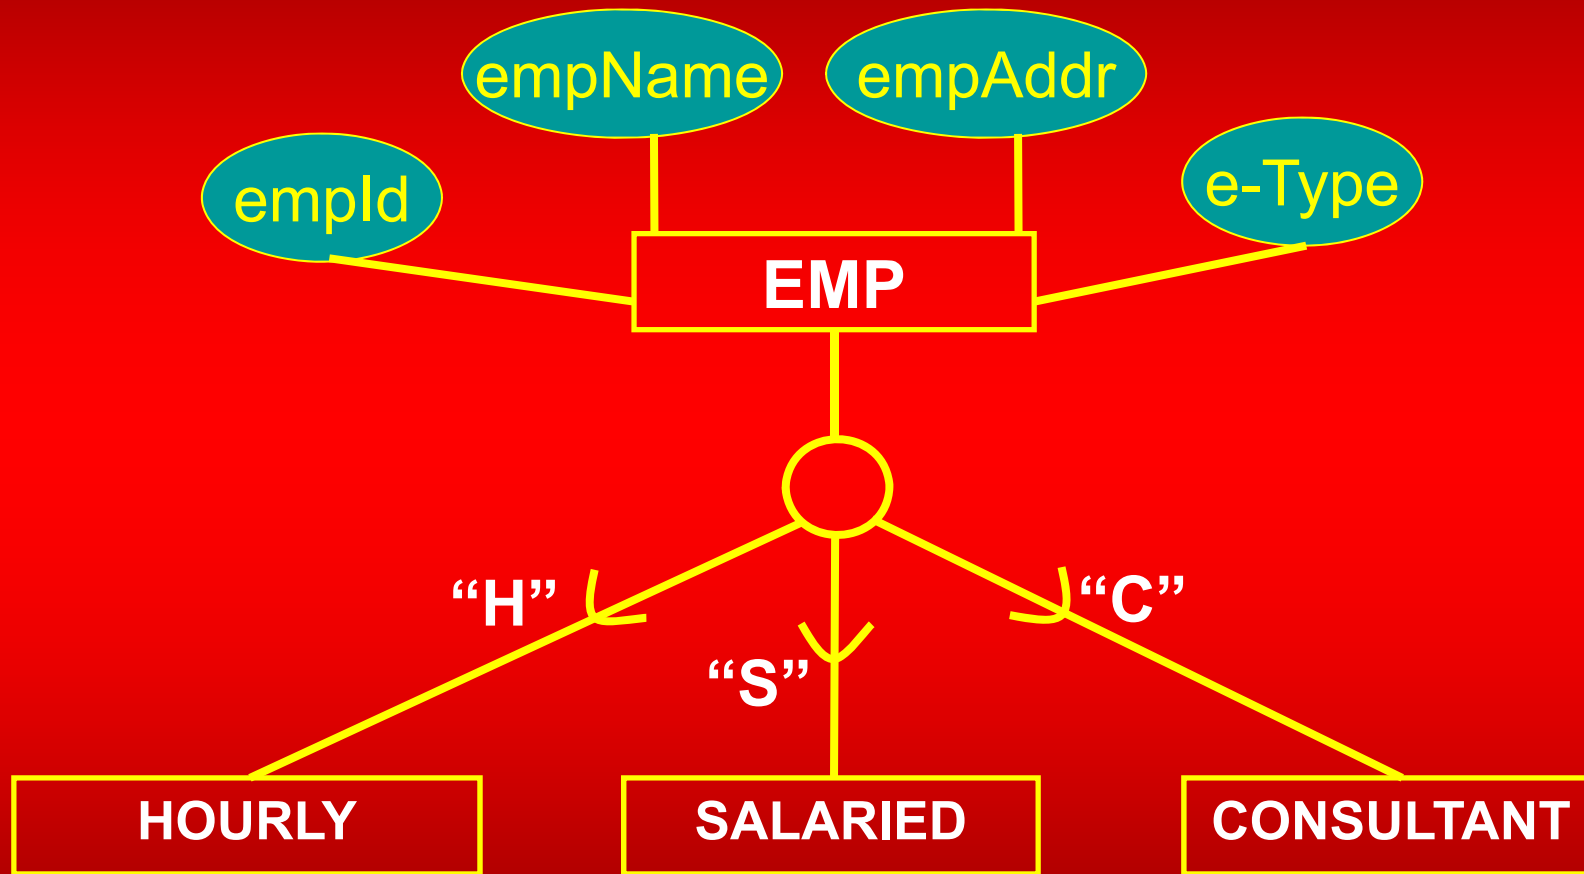 empName
empAddr
empId
e-Type
EMP
“H”
“C”
“S”
HOURLY
SALARIED
CONSULTANT